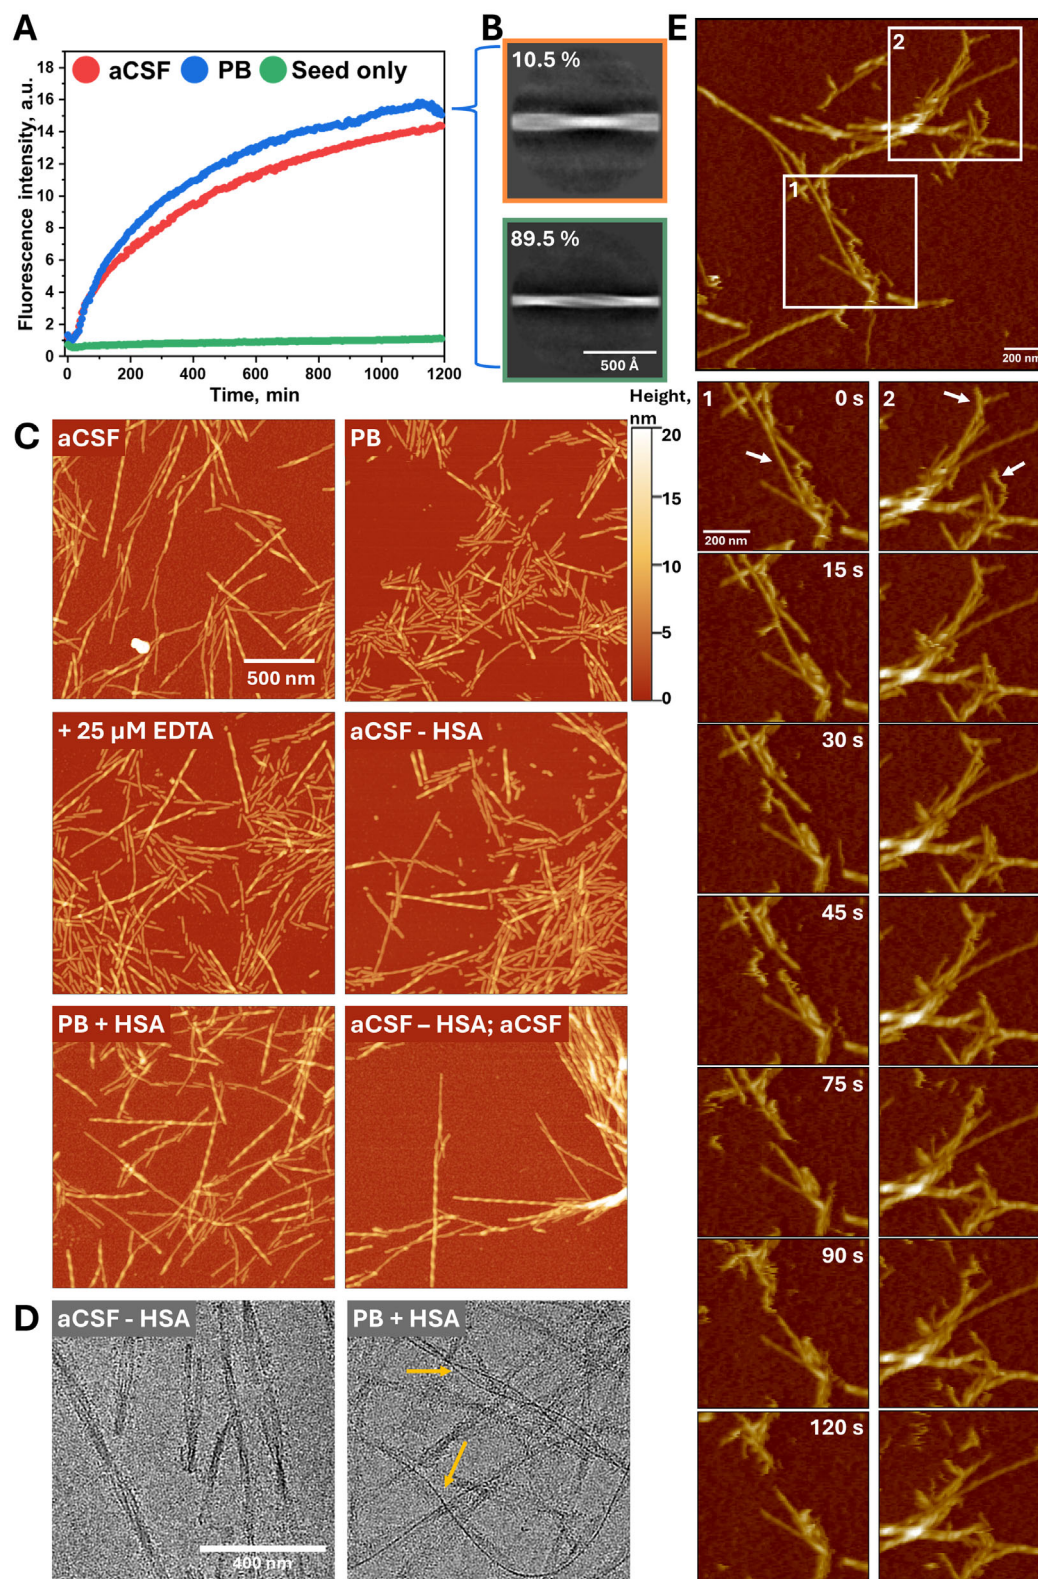 A
aCSF PB Seed only
Fluorescence intensity, a.u.
18
16
14
12
10
8
6
4
2
0
0 200 400 600 800 1000 1200
Time, min
B
10.5 %
89.5 %
500 Å
C
aCSF
500 nm
PB
Height,
nm
20
15
10
5
0
+ 25 µM EDTA
aCSF - HSA
PB + HSA
aCSF – HSA; aCSF
D
aCSF - HSA
400 nm
PB + HSA
E
2
1
200 nm
1 0 s
200 nm
2
15 s
30 s
45 s
75 s
90 s
120 s